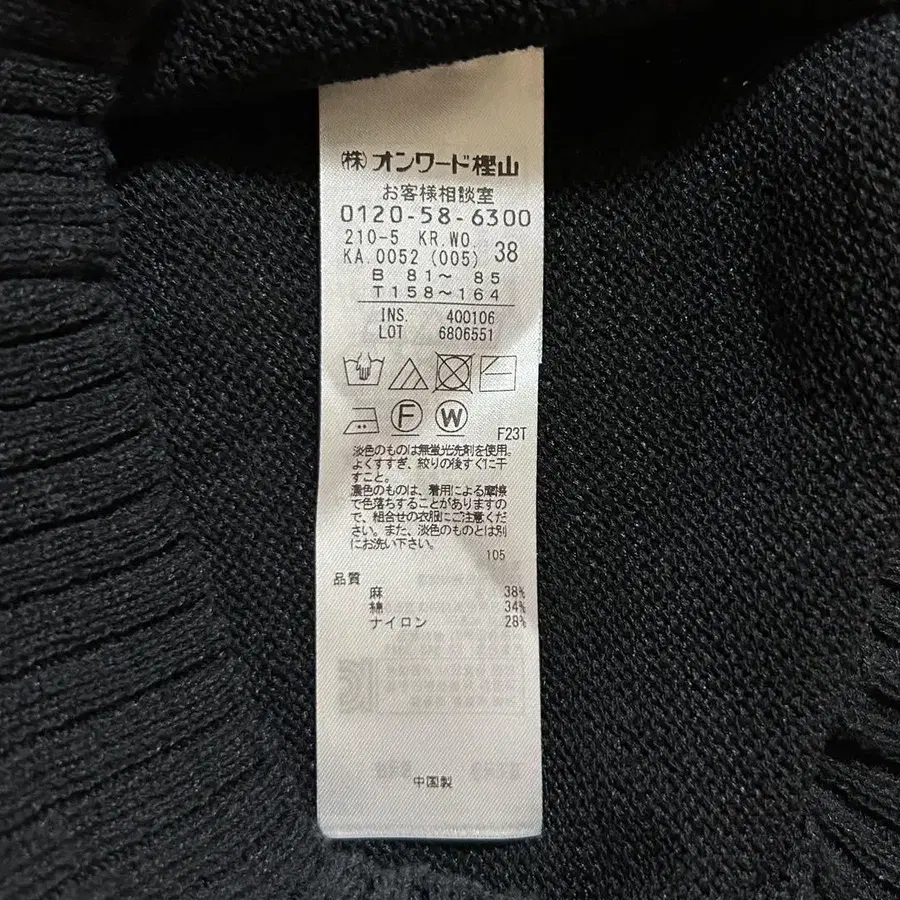 (株)オンワード樫山
お客様相談室
0120-58-6300
210-5 KR.WO. 38
KA.0052 (005)
B 81～ 85
T158～164
INS. 400106
LOT 6806551
F W
F23T
淡色のものは無蛍光洗剤を使用。
よくすすぎ、絞りの後すぐに干
すこと。
濃色のものは、着用による摩擦
で色落ちすることがありますの
で、組合せの衣服にご注意くだ
さい。また、淡色のものとは別
にお洗い下さい。
105
品質
麻 38%
綿 34%
ナイロン 28%
中国製